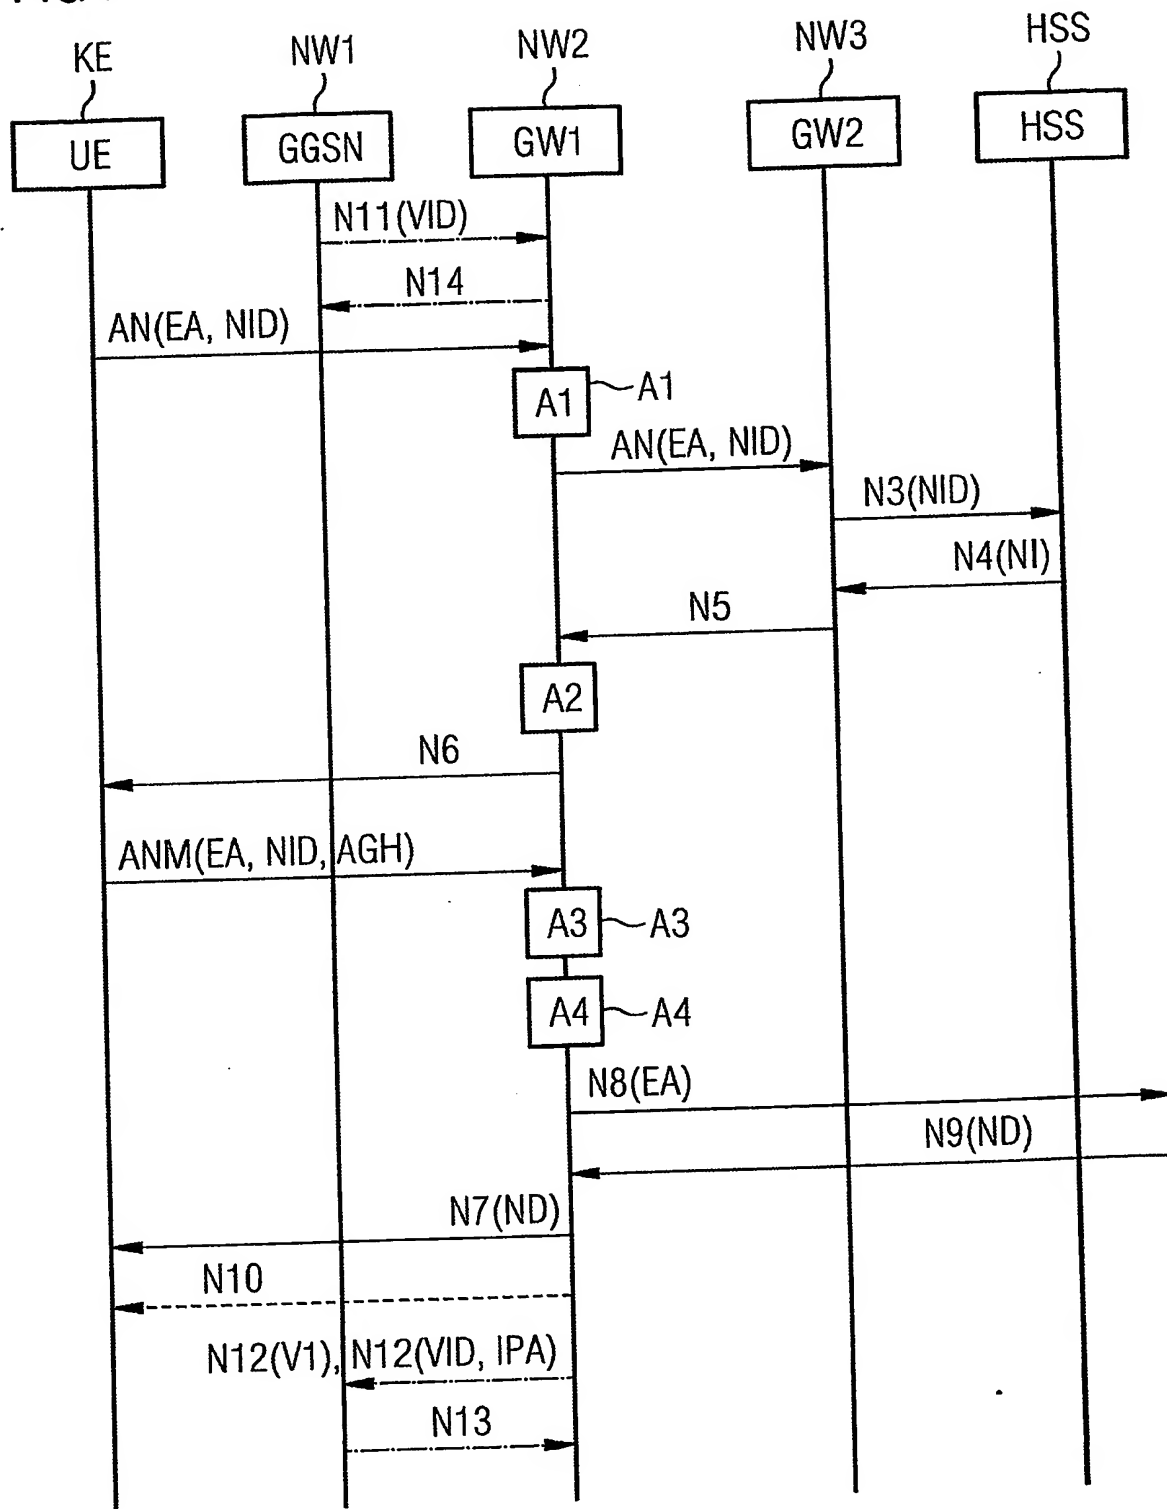 KE
NW1
NW2
NW3
HSS
UE
GGSN
GW1
GW2
HSS
N11(VID)
N14
AN(EA, NID)
A1
A1
AN(EA, NID)
N3(NID)
N4(NI)
N5
A2
N6
ANM(EA, NID, AGH)
A3
A3
A4
A4
N8(EA)
N9(ND)
N7(ND)
N10
N12(V1), N12(VID, IPA)
N13